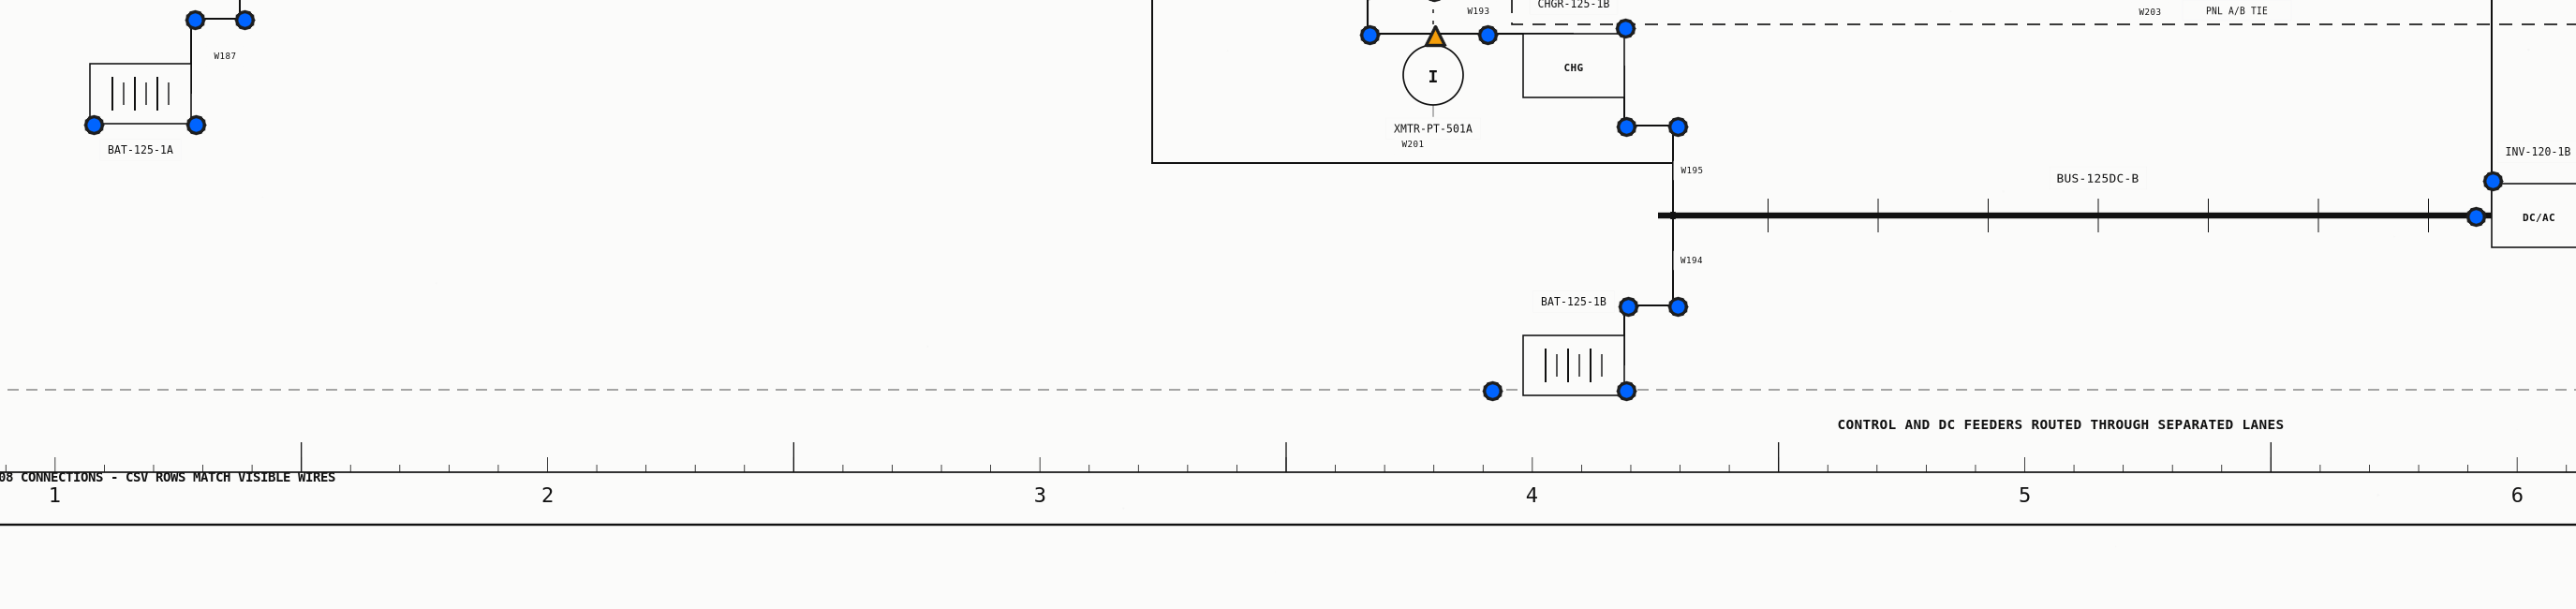 CHGR-125-1B
W193
W203
PNL A/B TIE
W187
CHG
I
XMTR-PT-501A
W201
BAT-125-1A
INV-120-1B
W195
BUS-125DC-B
DC/AC
W194
BAT-125-1B
CONTROL AND DC FEEDERS ROUTED THROUGH SEPARATED LANES
08 CONNECTIONS - CSV ROWS MATCH VISIBLE WIRES
1 2 3 4 5 6